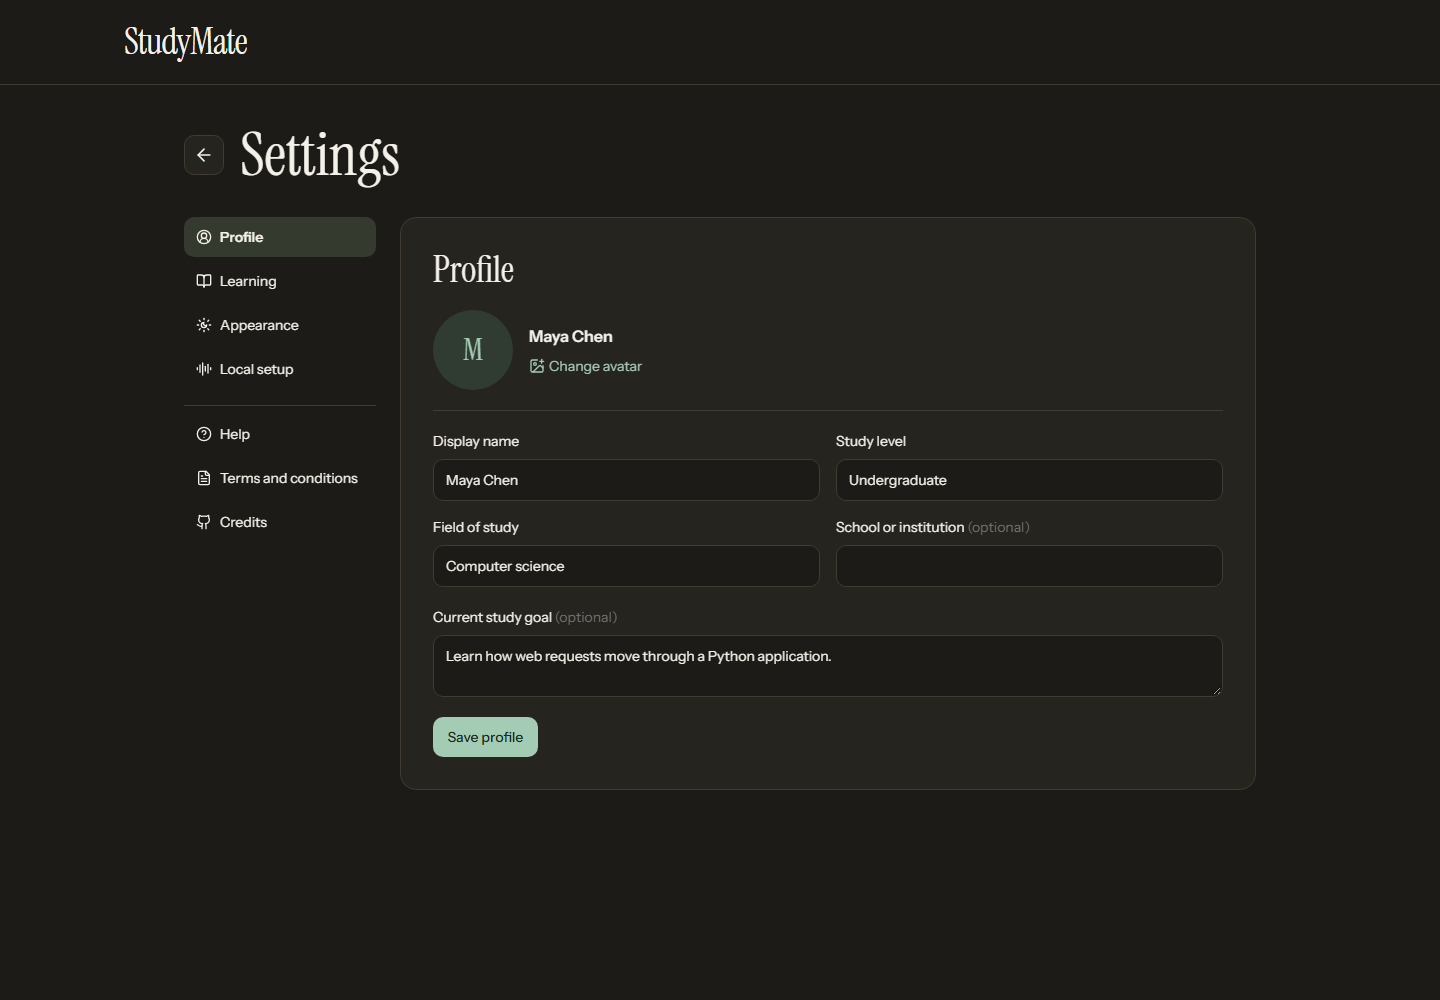 StudyMate
Settings
Profile
Learning
Appearance
Local setup
Help
Terms and conditions
Credits
Profile
M
Maya Chen
Change avatar
Display name
Maya Chen
Study level
Undergraduate
Field of study
Computer science
School or institution (optional)
Current study goal (optional)
Learn how web requests move through a Python application.
Save profile